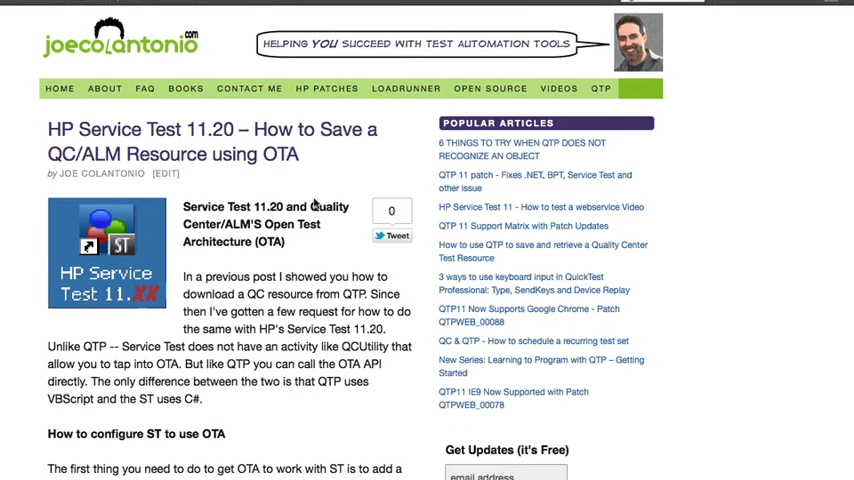 joecolantonio.com
HELPING YOU SUCCEED WITH TEST AUTOMATION TOOLS
HOME ABOUT FAQ BOOKS CONTACT ME HP PATCHES LOADRUNNER OPEN SOURCE VIDEOS QTP
HP Service Test 11.20 – How to Save a
QC/ALM Resource using OTA
by JOE COLANTONIO [EDIT]
HP Service
Test 11.XX
ST
Service Test 11.20 and Quality
Center/ALM'S Open Test
Architecture (OTA)
0
Tweet
In a previous post I showed you how to
download a QC resource from QTP. Since
then I've gotten a few request for how to do
the same with HP's Service Test 11.20.
Unlike QTP -- Service Test does not have an activity like QCUtility that
allow you to tap into OTA. But like QTP you can call the OTA API
directly. The only difference between the two is that QTP uses
VBScript and the ST uses C#.
How to configure ST to use OTA
The first thing you need to do to get OTA to work with ST is to add a
POPULAR ARTICLES
6 THINGS TO TRY WHEN QTP DOES NOT
RECOGNIZE AN OBJECT
QTP 11 patch - Fixes .NET, BPT, Service Test and
other issue
HP Service Test 11 - How to test a webservice Video
QTP 11 Support Matrix with Patch Updates
How to use QTP to save and retrieve a Quality Center
Test Resource
3 ways to use keyboard input in QuickTest
Professional: Type, SendKeys and Device Replay
QTP11 Now Supports Google Chrome - Patch
QTPWEB_00088
QC & QTP - How to schedule a recurring test set
New Series: Learning to Program with QTP – Getting
Started
QTP11 IE9 Now Supported with Patch
QTPWEB_00078
Get Updates (it's Free)
email address